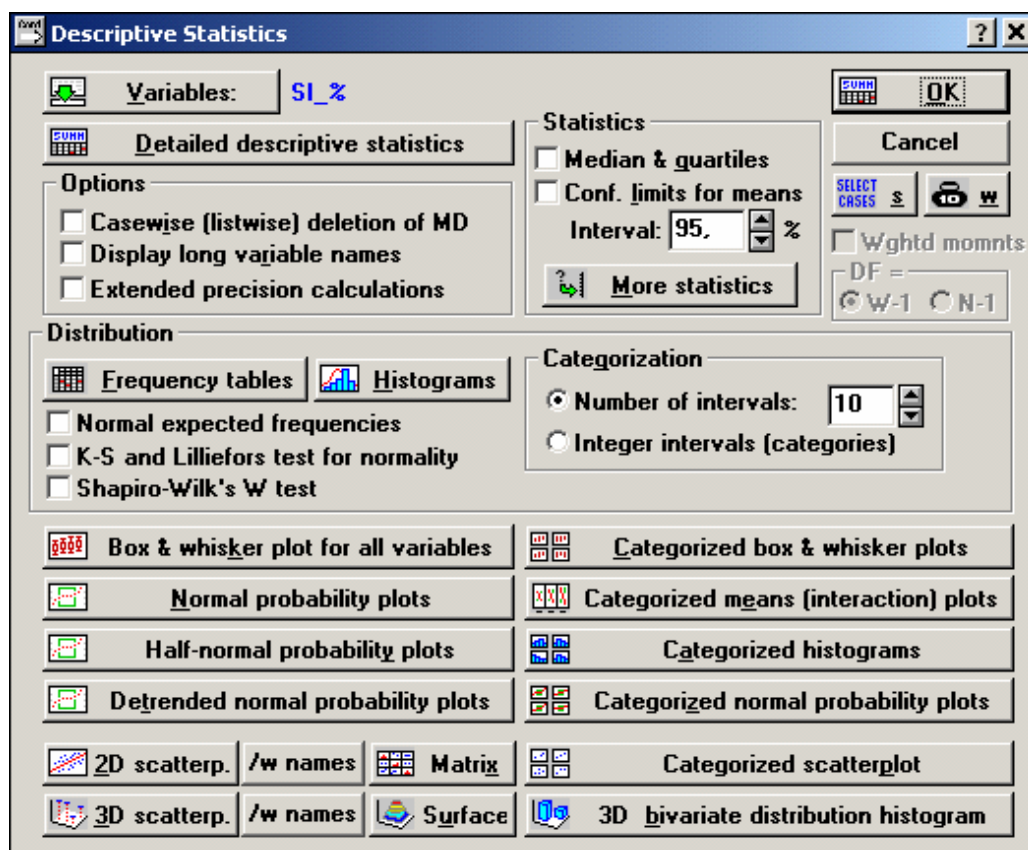 Descriptive Statistics
Variables: SI_%
SUMM OK
SUMM Detailed descriptive statistics
Cancel
Options
Casewise (listwise) deletion of MD
Display long variable names
Extended precision calculations
Statistics
Median & quartiles
Conf. limits for means
Interval: 95, %
? More statistics
SELECT CASES s
w
Wghtd momnts
DF =
W-1 N-1
Distribution
Frequency tables
Histograms
Normal expected frequencies
K-S and Lilliefors test for normality
Shapiro-Wilk's W test
Categorization
Number of intervals: 10
Integer intervals (categories)
Box & whisker plot for all variables
Categorized box & whisker plots
Normal probability plots
Categorized means (interaction) plots
Half-normal probability plots
Categorized histograms
Detrended normal probability plots
Categorized normal probability plots
2D scatterp. /w names Matrix
Categorized scatterplot
3D scatterp. /w names Surface
3D bivariate distribution histogram